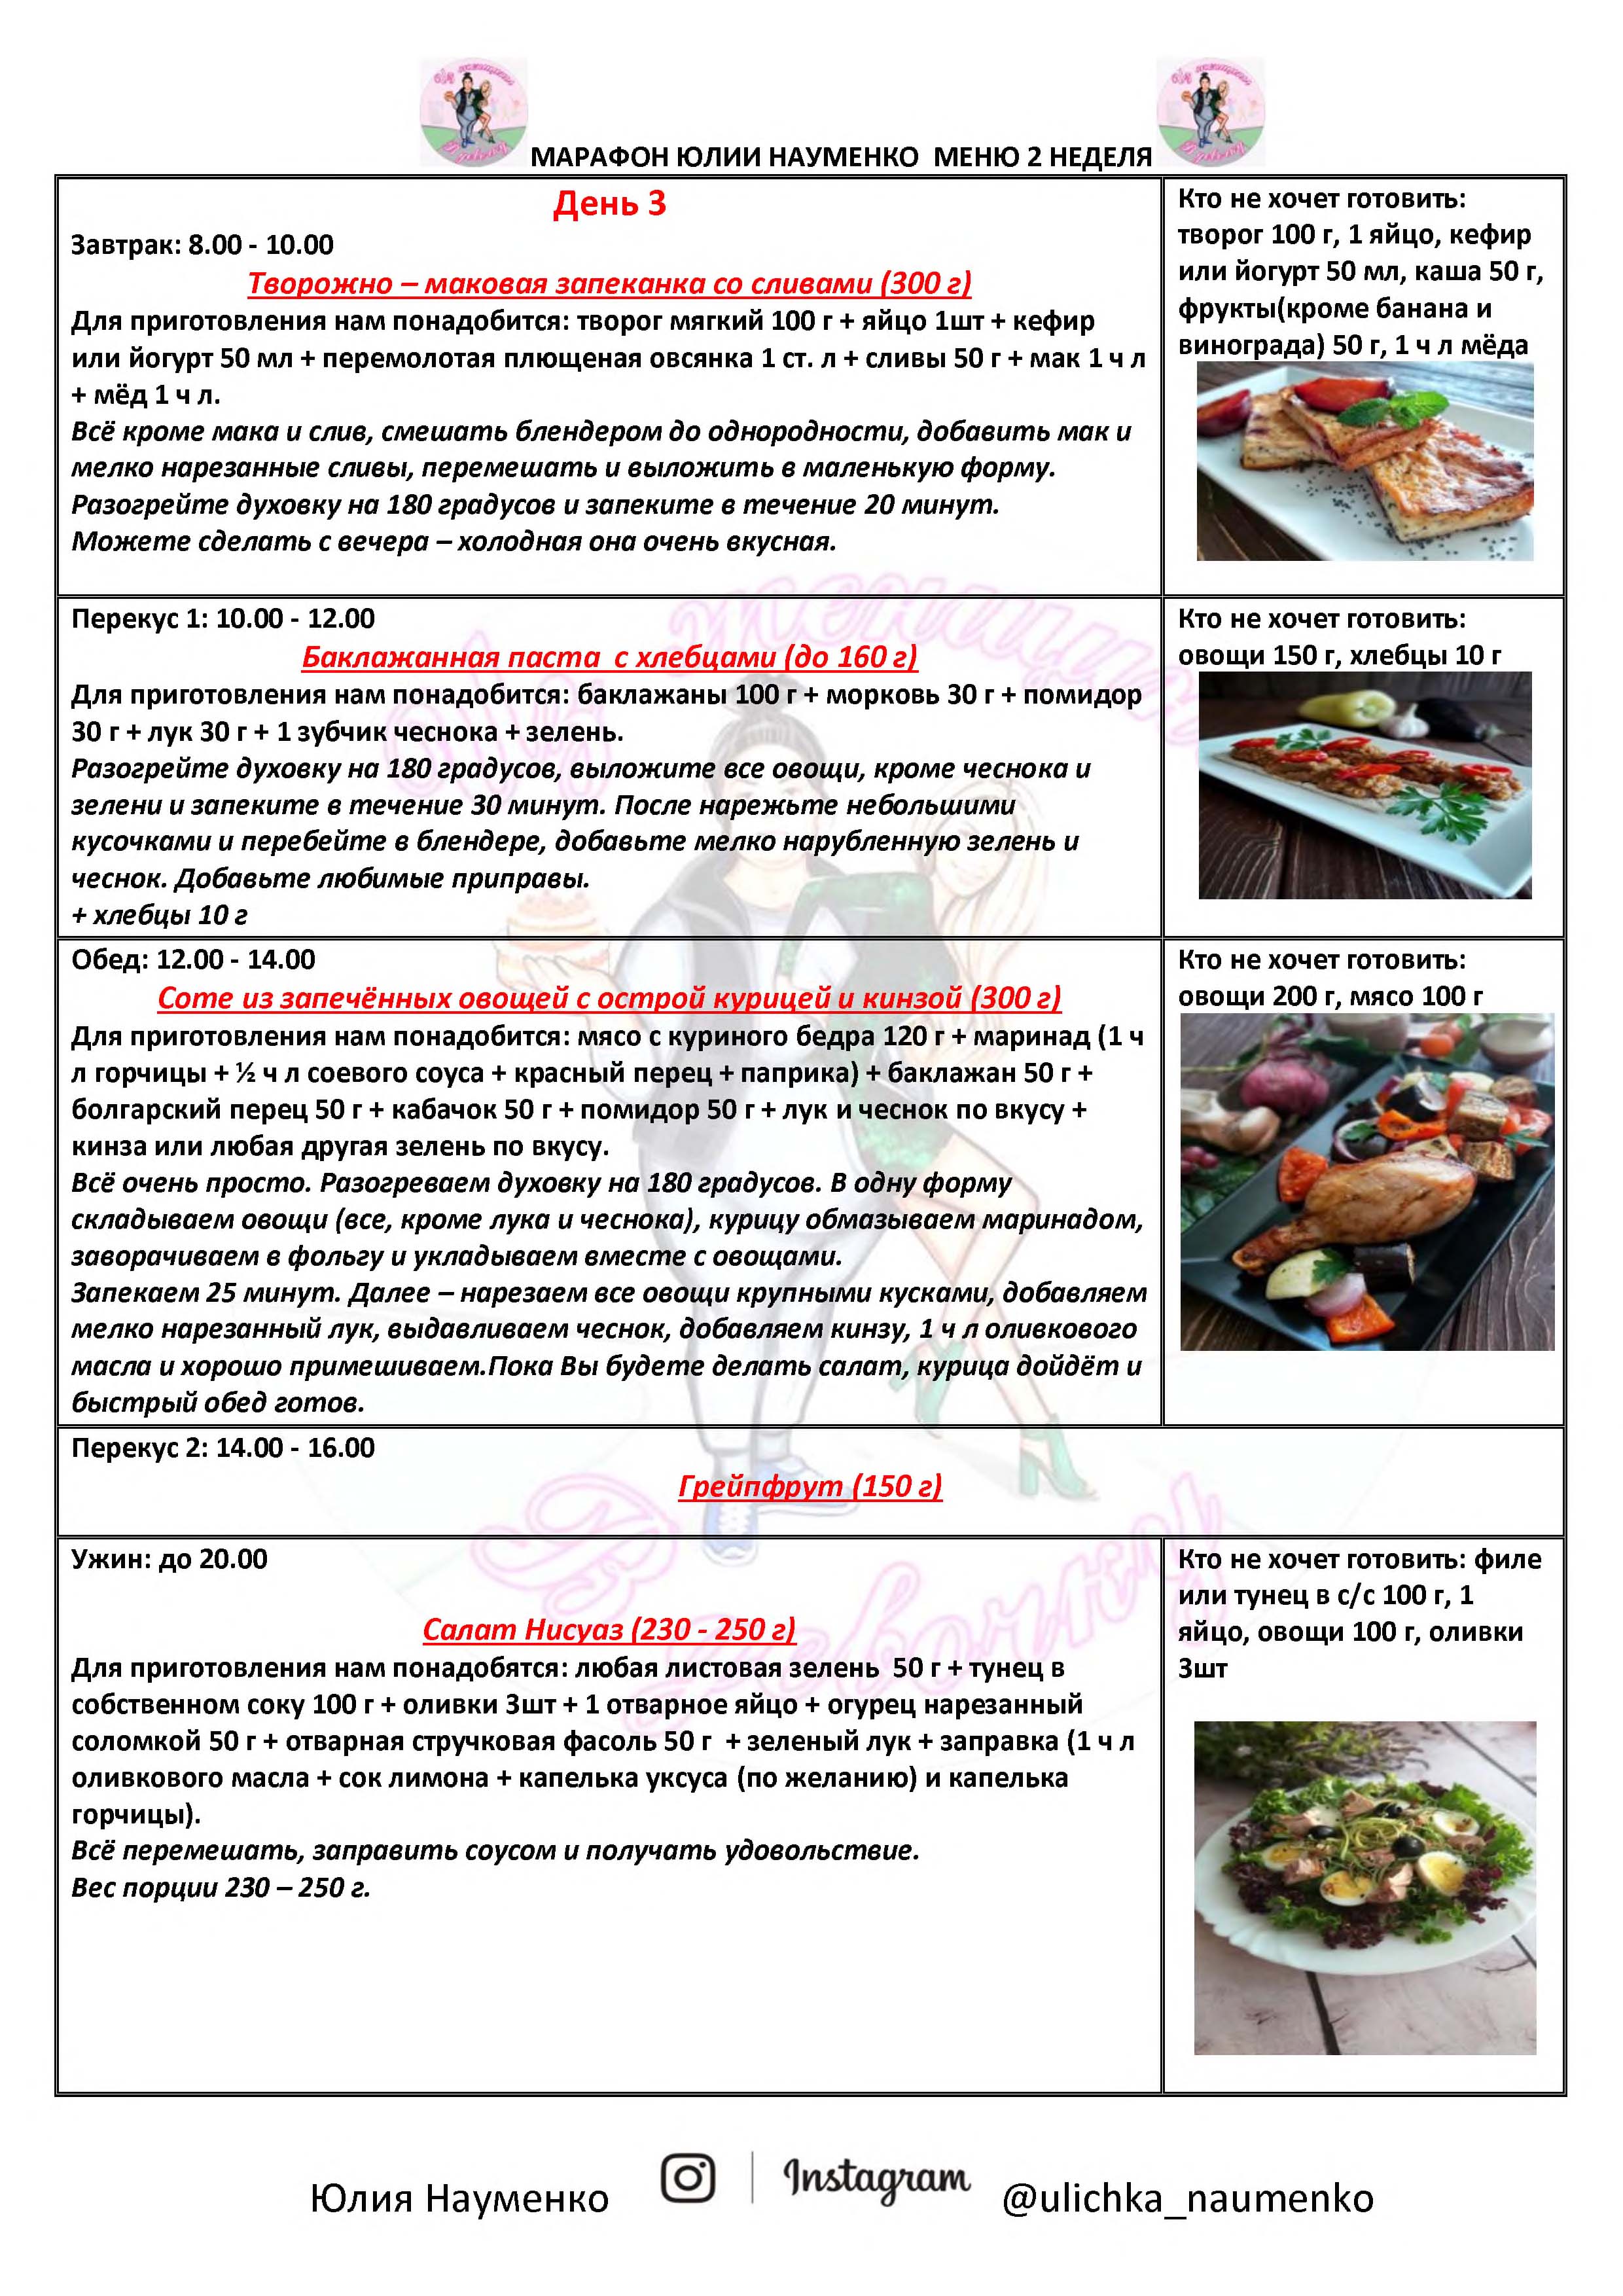 МАРАФОН ЮЛИИ НАУМЕНКО МЕНЮ 2 НЕДЕЛЯ
День 3
Завтрак: 8.00 - 10.00
Творожно – маковая запеканка со сливами (300 г)
Для приготовления нам понадобится: творог мягкий 100 г + яйцо 1шт + кефир
или йогурт 50 мл + перемолотая плющеная овсянка 1 ст. л + сливы 50 г + мак 1 ч л
+ мёд 1 ч л.
Всё кроме мака и слив, смешать блендером до однородности, добавить мак и
мелко нарезанные сливы, перемешать и выложить в маленькую форму.
Разогрейте духовку на 180 градусов и запеките в течение 20 минут.
Можете сделать с вечера – холодная она очень вкусная.
Кто не хочет готовить:
творог 100 г, 1 яйцо, кефир
или йогурт 50 мл, каша 50 г,
фрукты(кроме банана и
винограда) 50 г, 1 ч л мёда
Перекус 1: 10.00 - 12.00
Баклажанная паста с хлебцами (до 160 г)
Для приготовления нам понадобится: баклажаны 100 г + морковь 30 г + помидор
30 г + лук 30 г + 1 зубчик чеснока + зелень.
Разогрейте духовку на 180 градусов, выложите все овощи, кроме чеснока и
зелени и запеките в течение 30 минут. После нарежьте небольшими
кусочками и перебейте в блендере, добавьте мелко нарубленную зелень и
чеснок. Добавьте любимые приправы.
+ хлебцы 10 г
Кто не хочет готовить:
овощи 150 г, хлебцы 10 г
Обед: 12.00 - 14.00
Соте из запечённых овощей с острой курицей и кинзой (300 г)
Для приготовления нам понадобится: мясо с куриного бедра 120 г + маринад (1 ч
л горчицы + ½ ч л соевого соуса + красный перец + паприка) + баклажан 50 г +
болгарский перец 50 г + кабачок 50 г + помидор 50 г + лук и чеснок по вкусу +
кинза или любая другая зелень по вкусу.
Всё очень просто. Разогреваем духовку на 180 градусов. В одну форму
складываем овощи (все, кроме лука и чеснока), курицу обмазываем маринадом,
заворачиваем в фольгу и укладываем вместе с овощами.
Запекаем 25 минут. Далее – нарезаем все овощи крупными кусками, добавляем
мелко нарезанный лук, выдавливаем чеснок, добавляем кинзу, 1 ч л оливкового
масла и хорошо примешиваем.Пока Вы будете делать салат, курица дойдёт и
быстрый обед готов.
Кто не хочет готовить:
овощи 200 г, мясо 100 г
Перекус 2: 14.00 - 16.00
Грейпфрут (150 г)
Ужин: до 20.00
Салат Нисуаз (230 - 250 г)
Для приготовления нам понадобятся: любая листовая зелень 50 г + тунец в
собственном соку 100 г + оливки 3шт + 1 отварное яйцо + огурец нарезанный
соломкой 50 г + отварная стручковая фасоль 50 г + зеленый лук + заправка (1 ч л
оливкового масла + сок лимона + капелька уксуса (по желанию) и капелька
горчицы).
Всё перемешать, заправить соусом и получать удовольствие.
Вес порции 230 – 250 г.
Кто не хочет готовить: филе
или тунец в с/с 100 г, 1
яйцо, овощи 100 г, оливки
3шт
Юлия Науменко Instagram @ulichka_naumenko